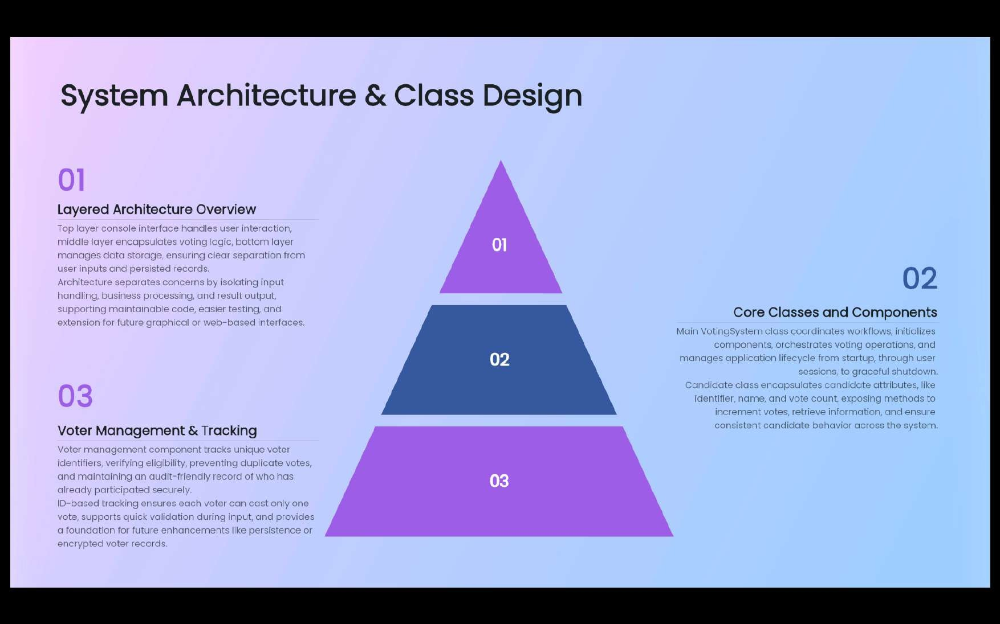 System Architecture & Class Design
01
Layered Architecture Overview
Top layer console interface handles user interaction,
middle layer encapsulates voting logic, bottom layer
manages data storage, ensuring clear separation from
user inputs and persisted records.
Architecture separates concerns by isolating input
handling, business processing, and result output,
supporting maintainable code, easier testing, and
extension for future graphical or web-based interfaces.
03
Voter Management & Tracking
Voter management component tracks unique voter
identifiers, verifying eligibility, preventing duplicate votes,
and maintaining an audit-friendly record of who has
already participated securely.
ID-based tracking ensures each voter can cast only one
vote, supports quick validation during input, and provides
a foundation for future enhancements like persistence or
encrypted voter records.
01
02
03
02
Core Classes and Components
Main VotingSystem class coordinates workflows, initializes
components, orchestrates voting operations, and
manages application lifecycle from startup, through user
sessions, to graceful shutdown.
Candidate class encapsulates candidate attributes, like
identifier, name, and vote count, exposing methods to
increment votes, retrieve information, and ensure
consistent candidate behavior across the system.